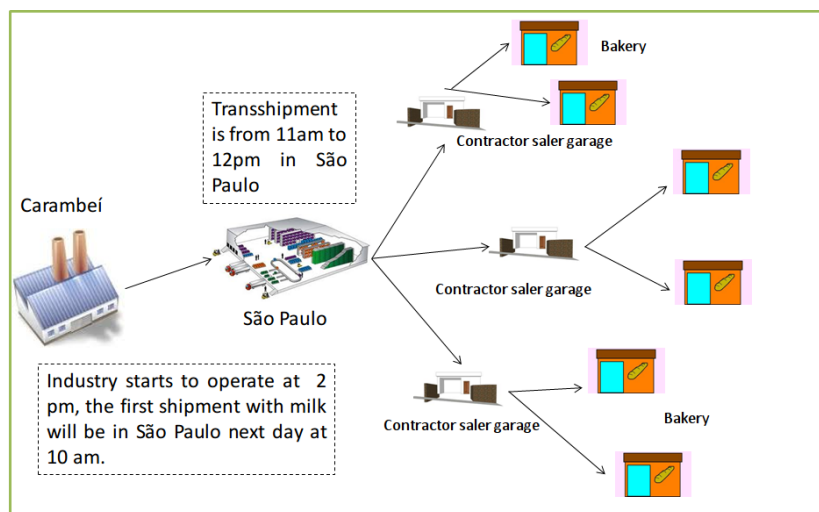 Bakery
Transshipment
is from 11am to
12pm in São
Paulo
Contractor saler garage
Carambeí
Contractor saler garage
São Paulo
Industry starts to operate at 2
pm, the first shipment with milk
will be in São Paulo next day at
10 am.
Contractor saler garage
Bakery